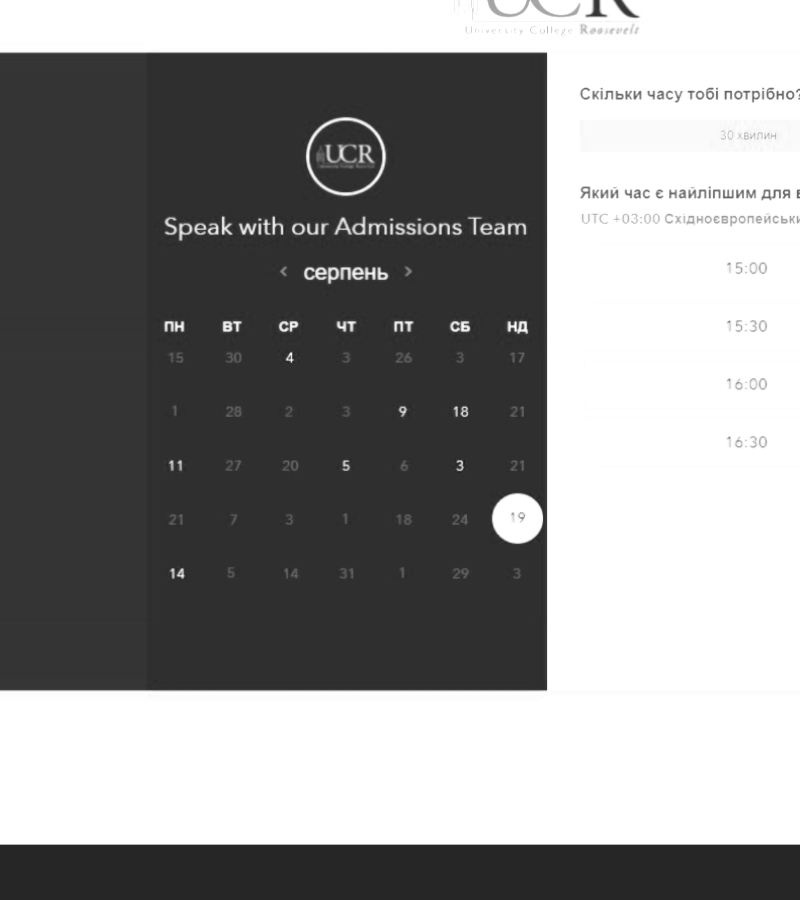 UCR
University College Roosevelt
UCR
Speak with our Admissions Team
< серпень >
ПН ВТ СР ЧТ ПТ СБ НД
15 30 4 3 26 3 17
1 28 2 3 9 18 21
11 27 20 5 6 3 21
21 7 3 1 18 24 19
14 5 14 31 1 29 3
Скільки часу тобі потрібно?
30 хвилин
Який час є найліпшим для в
UTC +03:00 Східноєвропейськи
15:00
15:30
16:00
16:30